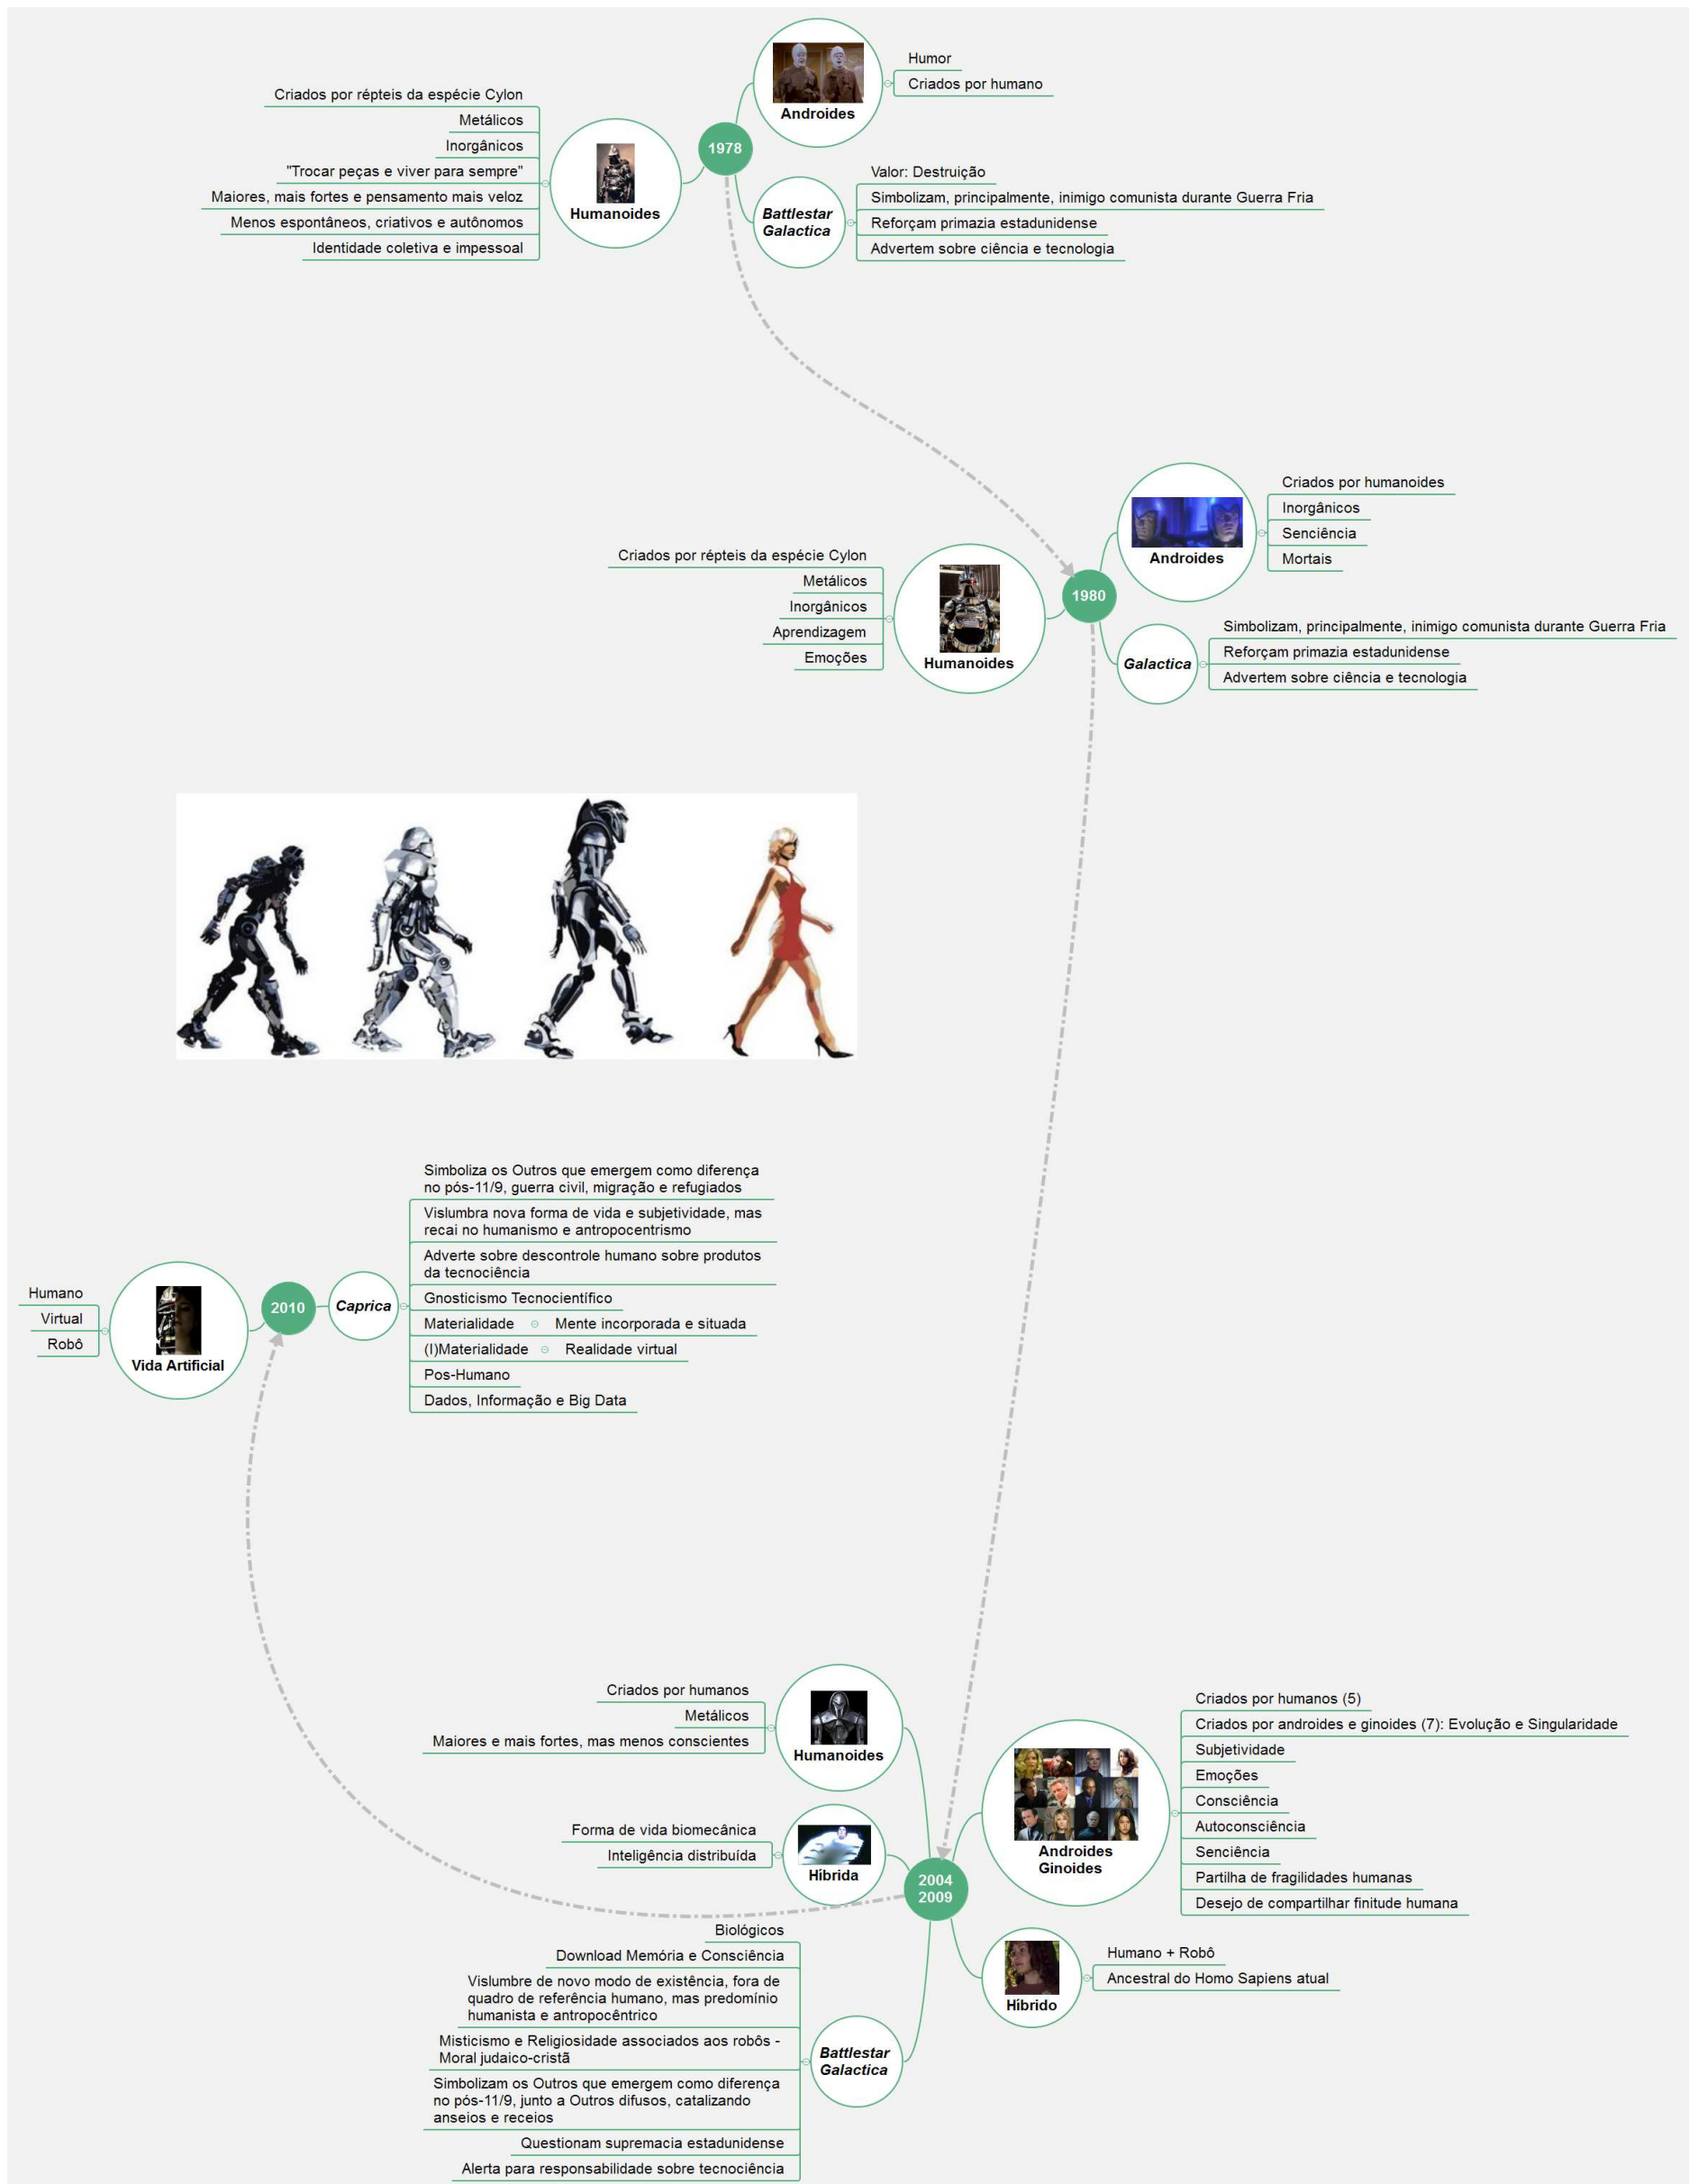 Androides
Humor
Criados por humano
1978
Criados por répteis da espécie Cylon
Metálicos
Inorgânicos
"Trocar peças e viver para sempre"
Maiores, mais fortes e pensamento mais veloz
Menos espontâneos, criativos e autônomos
Identidade coletiva e impessoal
Humanoides
Battlestar
Galactica
Valor: Destruição
Simbolizam, principalmente, inimigo comunista durante Guerra Fria
Reforçam primazia estadunidense
Advertem sobre ciência e tecnologia
Androides
Criados por humanoides
Inorgânicos
Senciência
Mortais
1980
Criados por répteis da espécie Cylon
Metálicos
Inorgânicos
Aprendizagem
Emoções
Humanoides
Galactica
Simbolizam, principalmente, inimigo comunista durante Guerra Fria
Reforçam primazia estadunidense
Advertem sobre ciência e tecnologia
Humano
Virtual
Robô
Vida Artificial
2010
Caprica
Simboliza os Outros que emergem como diferença
no pós-11/9, guerra civil, migração e refugiados
Vislumbra nova forma de vida e subjetividade, mas
recai no humanismo e antropocentrismo
Adverte sobre descontrole humano sobre produtos
da tecnociência
Gnosticismo Tecnocientífico
Materialidade Mente incorporada e situada
(I)Materialidade Realidade virtual
Pos-Humano
Dados, Informação e Big Data
Criados por humanos
Metálicos
Maiores e mais fortes, mas menos conscientes
Humanoides
Forma de vida biomecânica
Inteligência distribuída
Híbrida
2004
2009
Androides
Ginoides
Criados por humanos (5)
Criados por androides e ginoides (7): Evolução e Singularidade
Subjetividade
Emoções
Consciência
Autoconsciência
Senciência
Partilha de fragilidades humanas
Desejo de compartilhar finitude humana
Híbrido
Humano + Robô
Ancestral do Homo Sapiens atual
Biológicos
Download Memória e Consciência
Vislumbre de novo modo de existência, fora de
quadro de referência humano, mas predomínio
humanista e antropocêntrico
Misticismo e Religiosidade associados aos robôs -
Moral judaico-cristã
Simbolizam os Outros que emergem como diferença
no pós-11/9, junto a Outros difusos, catalizando
anseios e receios
Questionam supremacia estadunidense
Alerta para responsabilidade sobre tecnociência
Battlestar
Galactica